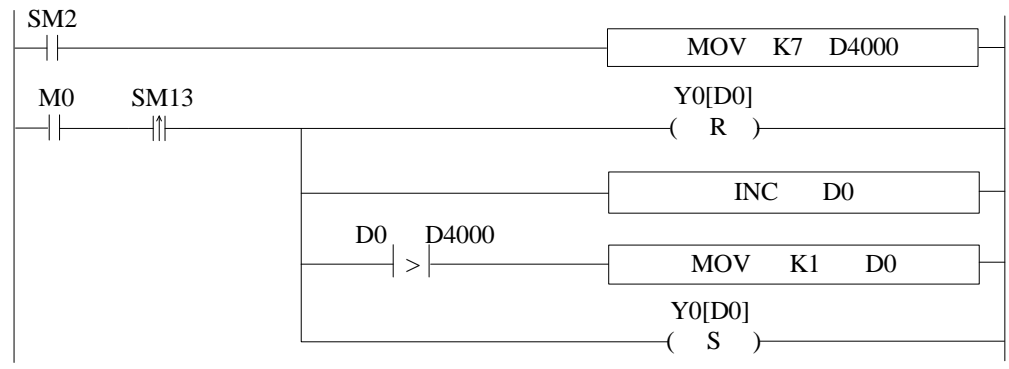 SM2
MOV K7 D4000
M0 SM13 Y0[D0]
( R )
INC D0
D0 D4000
> MOV K1 D0
Y0[D0]
( S )